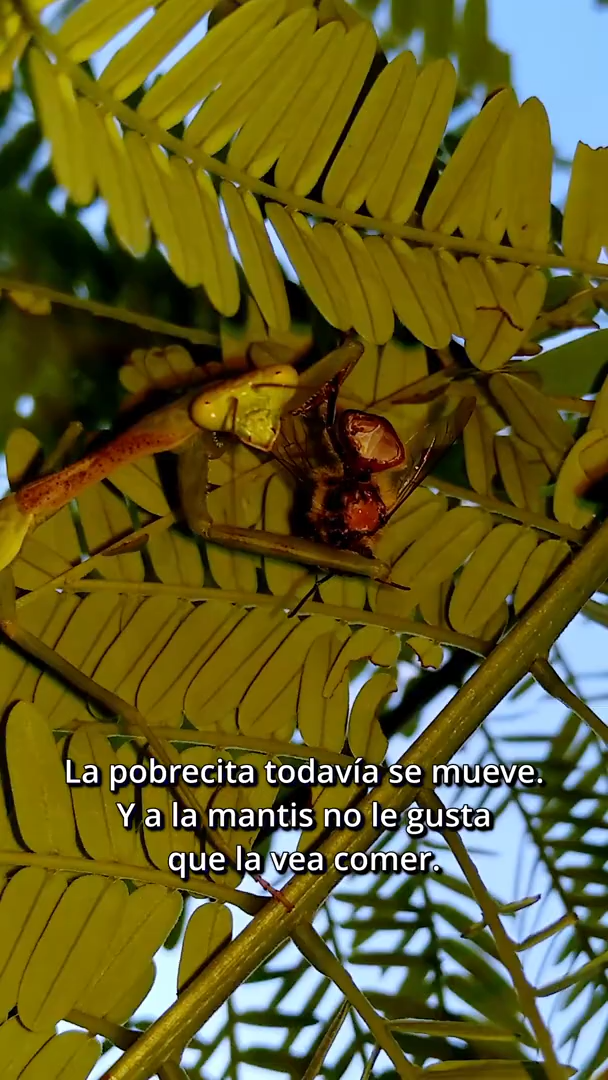 La pobrecita todavía se mueve.
Y a la mantis no le gusta
que la vea comer.